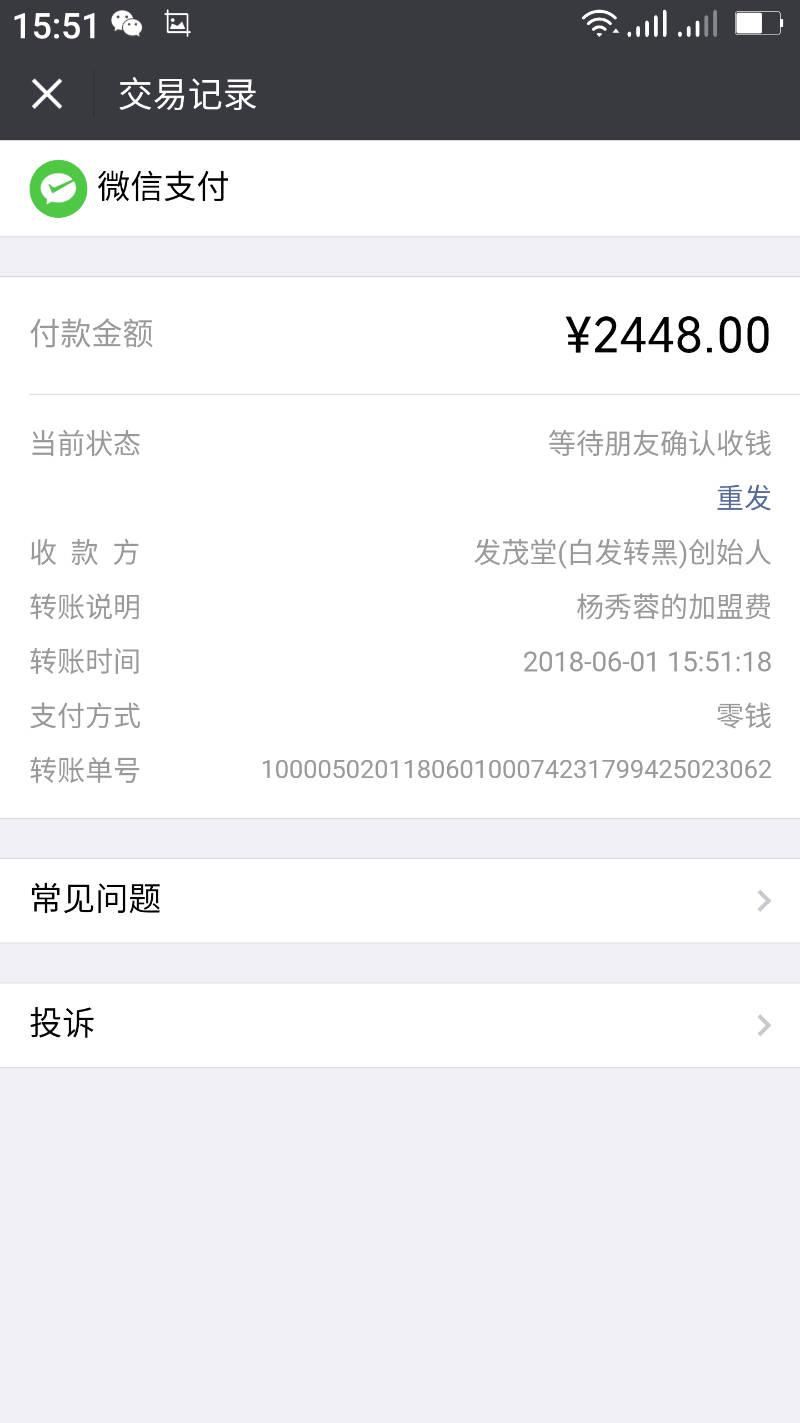 15:51
交易记录
微信支付
付款金额 ¥2448.00
当前状态 等待朋友确认收钱
重发
收款方 发茂堂(白发转黑)创始人
转账说明 杨秀蓉的加盟费
转账时间 2018-06-01 15:51:18
支付方式 零钱
转账单号 100005020118060100074231799425023062
常见问题
投诉